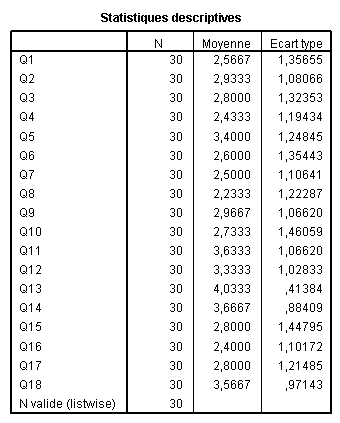 Statistiques descriptives
N Moyenne Ecart type
Q1 30 2,5667 1,35655
Q2 30 2,9333 1,08066
Q3 30 2,8000 1,32353
Q4 30 2,4333 1,19434
Q5 30 3,4000 1,24845
Q6 30 2,6000 1,35443
Q7 30 2,5000 1,10641
Q8 30 2,2333 1,22287
Q9 30 2,9667 1,06620
Q10 30 2,7333 1,46059
Q11 30 3,6333 1,06620
Q12 30 3,3333 1,02833
Q13 30 4,0333 ,41384
Q14 30 3,6667 ,88409
Q15 30 2,8000 1,44795
Q16 30 2,4000 1,10172
Q17 30 2,8000 1,21485
Q18 30 3,5667 ,97143
N valide (listwise) 30